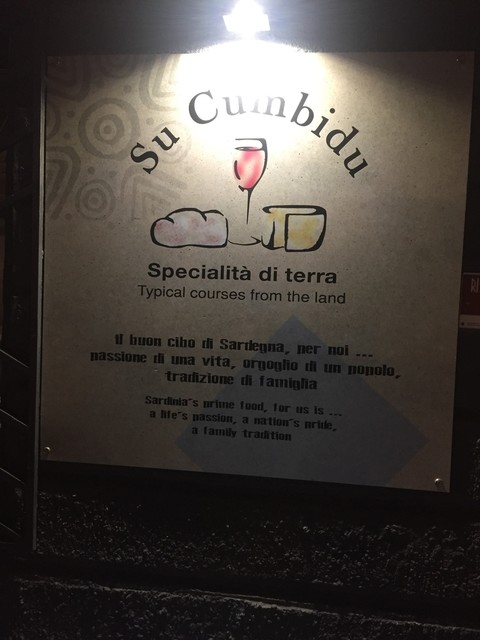 Su Cumbidu
Specialità di terra
Typical courses from the land
Il buon cibo di Sardegna, per noi ...
passione di una vita, orgoglio di un popolo,
tradizione di famiglia
Sardinia"s prime food, for us is ...
a life"s passion, a nation"s pride,
a family tradition